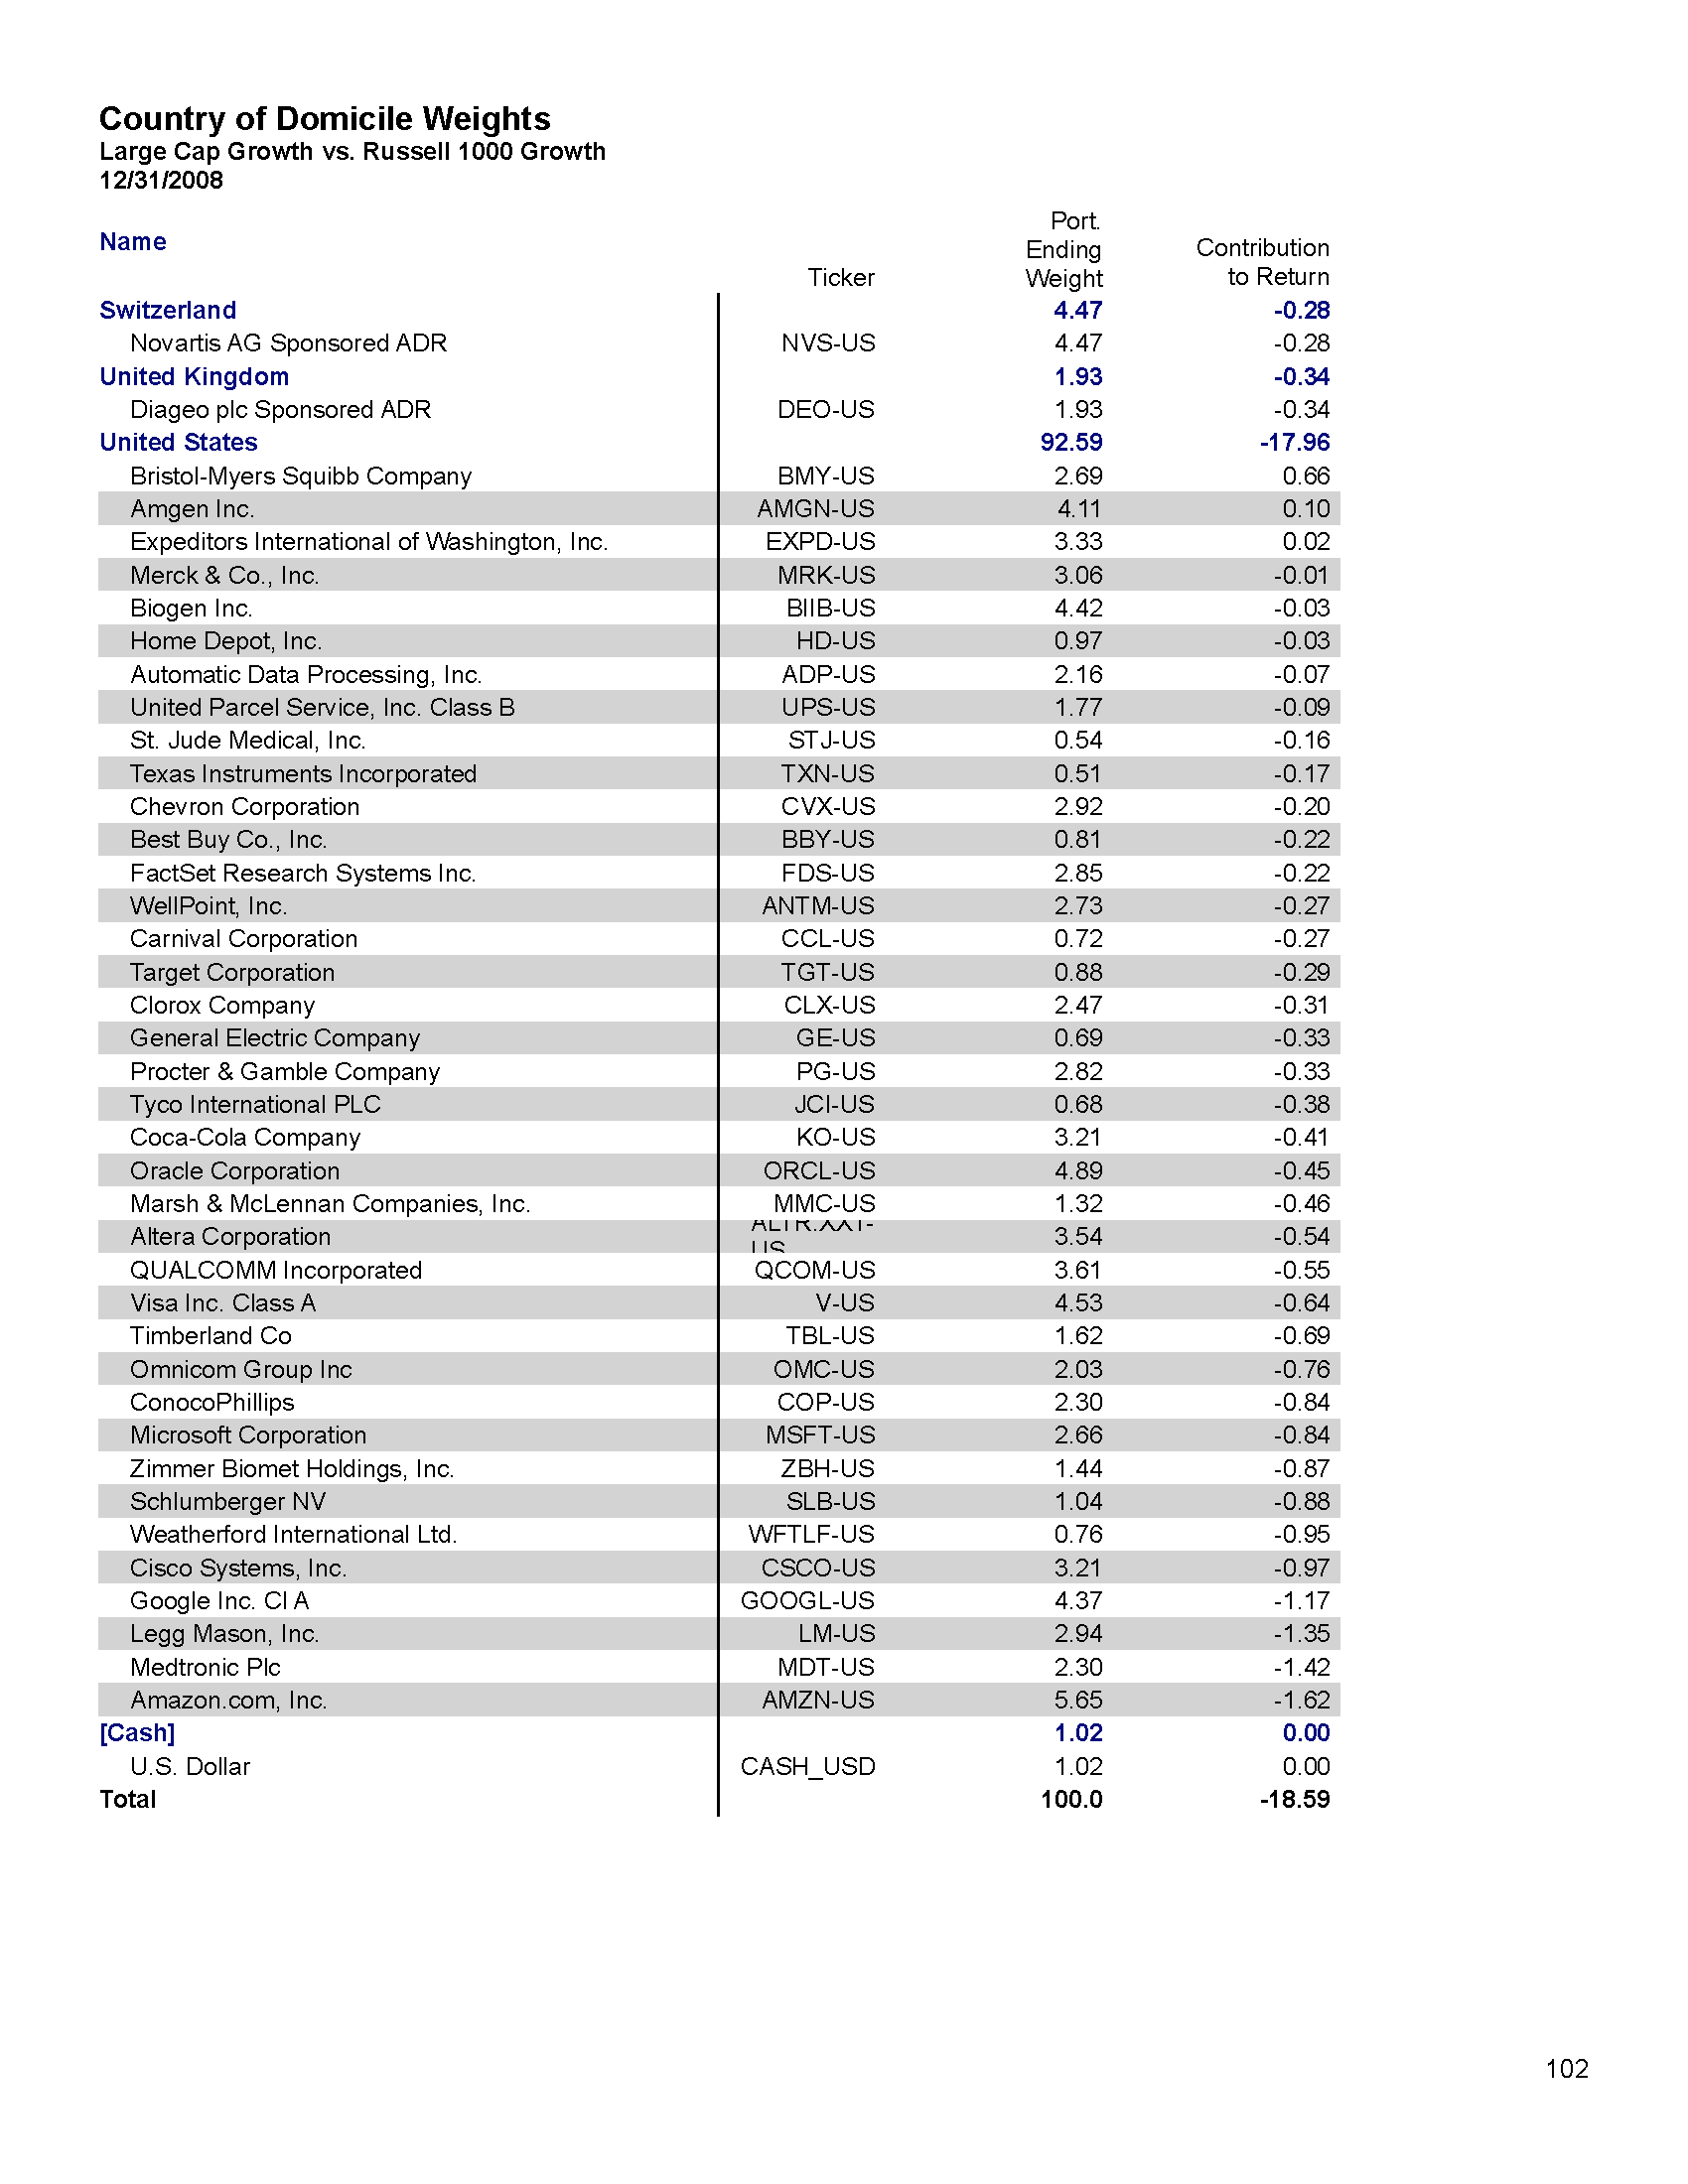 Country of Domicile Weights
Large Cap Growth vs. Russell 1000 Growth
12/31/2008
Name Ticker Port. Ending Weight Contribution to Return
Switzerland 4.47 -0.28
Novartis AG Sponsored ADR NVS-US 4.47 -0.28
United Kingdom 1.93 -0.34
Diageo plc Sponsored ADR DEO-US 1.93 -0.34
United States 92.59 -17.96
Bristol-Myers Squibb Company BMY-US 2.69 0.66
Amgen Inc. AMGN-US 4.11 0.10
Expeditors International of Washington, Inc. EXPD-US 3.33 0.02
Merck & Co., Inc. MRK-US 3.06 -0.01
Biogen Inc. BIIB-US 4.42 -0.03
Home Depot, Inc. HD-US 0.97 -0.03
Automatic Data Processing, Inc. ADP-US 2.16 -0.07
United Parcel Service, Inc. Class B UPS-US 1.77 -0.09
St. Jude Medical, Inc. STJ-US 0.54 -0.16
Texas Instruments Incorporated TXN-US 0.51 -0.17
Chevron Corporation CVX-US 2.92 -0.20
Best Buy Co., Inc. BBY-US 0.81 -0.22
FactSet Research Systems Inc. FDS-US 2.85 -0.22
WellPoint, Inc. ANTM-US 2.73 -0.27
Carnival Corporation CCL-US 0.72 -0.27
Target Corporation TGT-US 0.88 -0.29
Clorox Company CLX-US 2.47 -0.31
General Electric Company GE-US 0.69 -0.33
Procter & Gamble Company PG-US 2.82 -0.33
Tyco International PLC JCI-US 0.68 -0.38
Coca-Cola Company KO-US 3.21 -0.41
Oracle Corporation ORCL-US 4.89 -0.45
Marsh & McLennan Companies, Inc. MMC-US 1.32 -0.46
Altera Corporation ALTR.XX1-US 3.54 -0.54
QUALCOMM Incorporated QCOM-US 3.61 -0.55
Visa Inc. Class A V-US 4.53 -0.64
Timberland Co TBL-US 1.62 -0.69
Omnicom Group Inc OMC-US 2.03 -0.76
ConocoPhillips COP-US 2.30 -0.84
Microsoft Corporation MSFT-US 2.66 -0.84
Zimmer Biomet Holdings, Inc. ZBH-US 1.44 -0.87
Schlumberger NV SLB-US 1.04 -0.88
Weatherford International Ltd. WFTLF-US 0.76 -0.95
Cisco Systems, Inc. CSCO-US 3.21 -0.97
Google Inc. Cl A GOOGL-US 4.37 -1.17
Legg Mason, Inc. LM-US 2.94 -1.35
Medtronic Plc MDT-US 2.30 -1.42
Amazon.com, Inc. AMZN-US 5.65 -1.62
[Cash] 1.02 0.00
U.S. Dollar CASH_USD 1.02 0.00
Total 100.0 -18.59
102